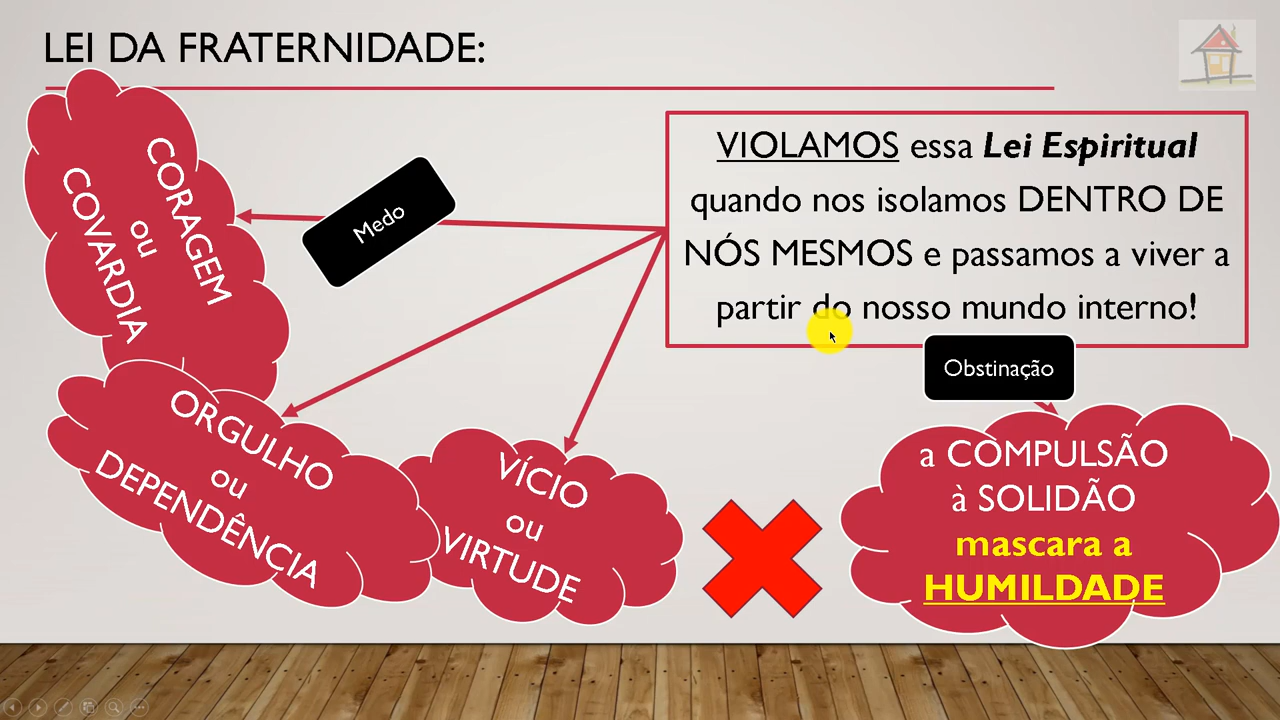 LEI DA FRATERNIDADE:
VIOLAMOS essa Lei Espiritual
quando nos isolamos DENTRO DE
NÓS MESMOS e passamos a viver a
partir do nosso mundo interno!
CORAGEM
ou
COVARDIA
Medo
Obstinação
ORGULHO
ou
DEPENDÊNCIA
VÍCIO
ou
VIRTUDE
a COMPULSÃO
à SOLIDÃO
mascara a
HUMILDADE